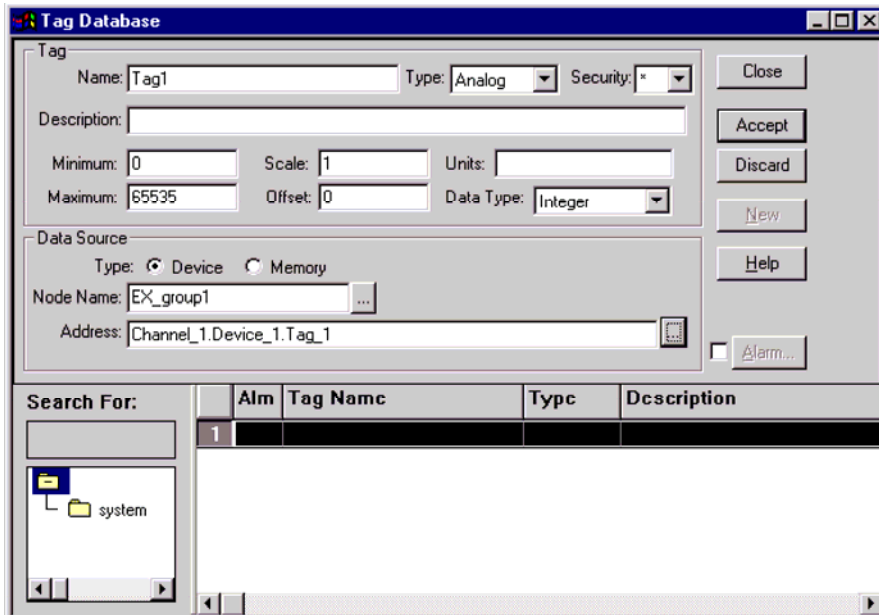 Tag Database
Tag
Name: Tag1 Type: Analog Security: *
Close
Description:
Accept
Minimum: 0 Scale: 1 Units:
Discard
Maximum: 65535 Offset: 0 Data Type: Integer
New
Data Source
Type: Device Memory
Help
Node Name: EX_group1 ...
Address: Channel_1.Device_1.Tag_1 ...
Alarm...
Search For:
Alm Tag Name Type Description
1
system